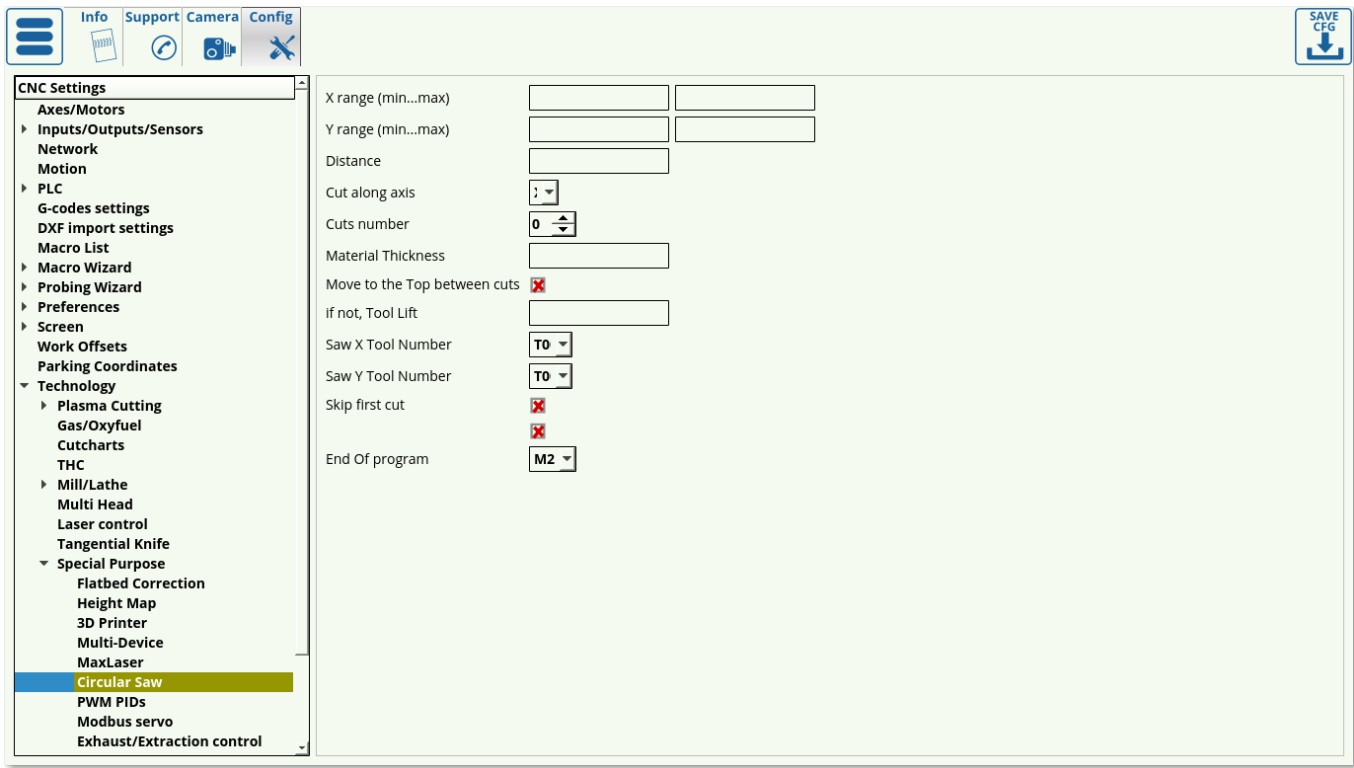 Info
Support
Camera
Config
SAVE
CFG
CNC Settings
Axes/Motors
Inputs/Outputs/Sensors
Network
Motion
PLC
G-codes settings
DXF import settings
Macro List
Macro Wizard
Probing Wizard
Preferences
Screen
Work Offsets
Parking Coordinates
Technology
Plasma Cutting
Gas/Oxyfuel
Cutcharts
THC
Mill/Lathe
Multi Head
Laser control
Tangential Knife
Special Purpose
Flatbed Correction
Height Map
3D Printer
Multi-Device
MaxLaser
Circular Saw
PWM PIDs
Modbus servo
Exhaust/Extraction control
X range (min...max)
Y range (min...max)
Distance
Cut along axis
Cuts number 0
Material Thickness
Move to the Top between cuts
if not, Tool Lift
Saw X Tool Number T0
Saw Y Tool Number T0
Skip first cut
End Of program M2